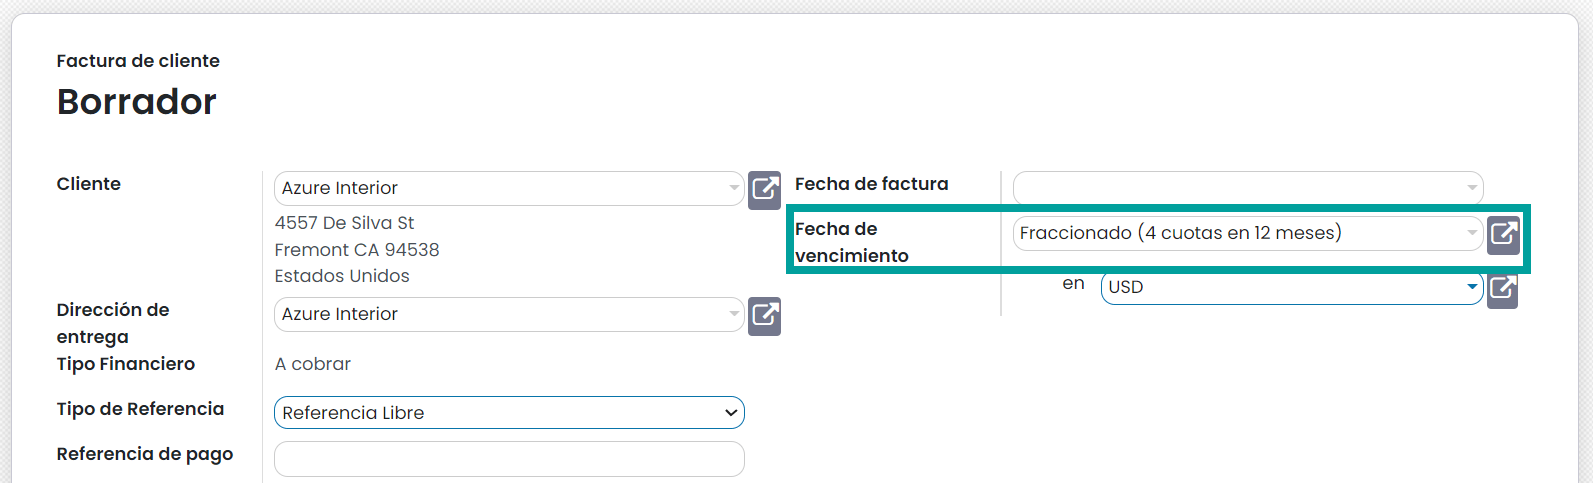 Factura de cliente
Borrador
Cliente
Azure Interior
4557 De Silva St
Fremont CA 94538
Estados Unidos
Dirección de
entrega
Azure Interior
Tipo Financiero
A cobrar
Tipo de Referencia
Referencia Libre
Referencia de pago
Fecha de factura
Fecha de
vencimiento
Fraccionado (4 cuotas en 12 meses)
en
USD